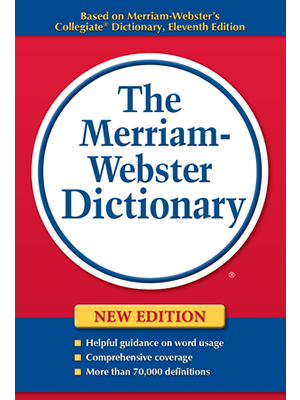 Based on Merriam-Webster's
Collegiate® Dictionary, Eleventh Edition
The
Merriam-
Webster
Dictionary
®
NEW EDITION
Helpful guidance on word usage
Comprehensive coverage
More than 70,000 definitions